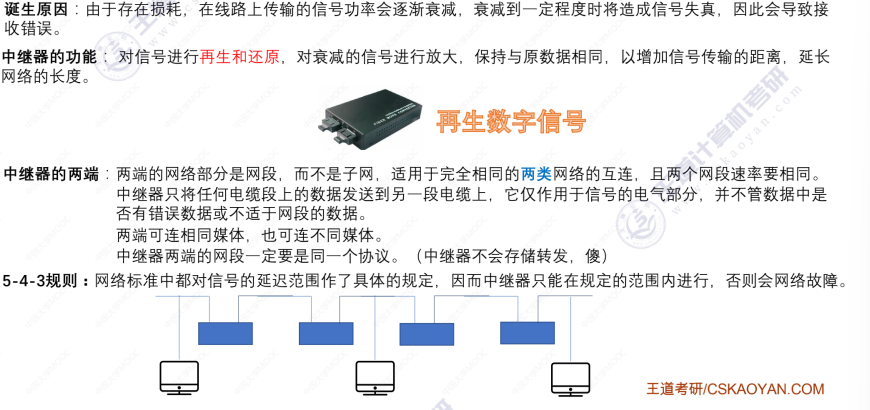 诞生原因：由于存在损耗，在线路上传输的信号功率会逐渐衰减，衰减到一定程度时将造成信号失真，因此会导致接
收错误。
中继器的功能：对信号进行再生和还原，对衰减的信号进行放大，保持与原数据相同，以增加信号传输的距离，延长
网络的长度。
再生数字信号
中继器的两端：两端的网络部分是网段，而不是子网，适用于完全相同的两类网络的互连，且两个网段速率要相同。
中继器只将任何电缆段上的数据发送到另一段电缆上，它仅作用于信号的电气部分，并不管数据中是
否有错误数据或不适于网段的数据。
两端可连相同媒体，也可连不同媒体。
中继器两端的网段一定要是同一个协议。（中继器不会存储转发，傻）
5-4-3规则：网络标准中都对信号的延迟范围作了具体的规定，因而中继器只能在规定的范围内进行，否则会网络故障。
王道考研/CSKAOYAN.COM